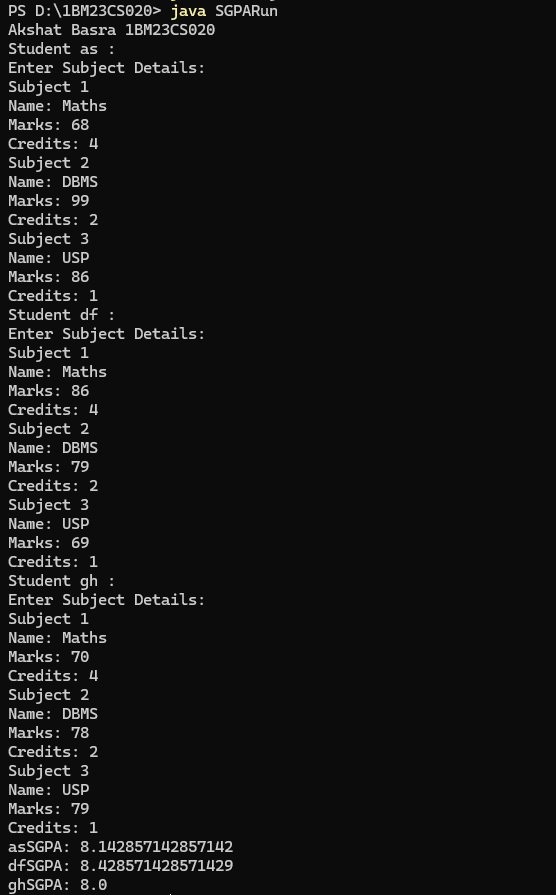 PS D:\1BM23CS020> java SGPARun
Akshat Basra 1BM23CS020
Student as :
Enter Subject Details:
Subject 1
Name: Maths
Marks: 68
Credits: 4
Subject 2
Name: DBMS
Marks: 99
Credits: 2
Subject 3
Name: USP
Marks: 86
Credits: 1
Student df :
Enter Subject Details:
Subject 1
Name: Maths
Marks: 86
Credits: 4
Subject 2
Name: DBMS
Marks: 79
Credits: 2
Subject 3
Name: USP
Marks: 69
Credits: 1
Student gh :
Enter Subject Details:
Subject 1
Name: Maths
Marks: 70
Credits: 4
Subject 2
Name: DBMS
Marks: 78
Credits: 2
Subject 3
Name: USP
Marks: 79
Credits: 1
asSGPA: 8.142857142857142
dfSGPA: 8.428571428571429
ghSGPA: 8.0